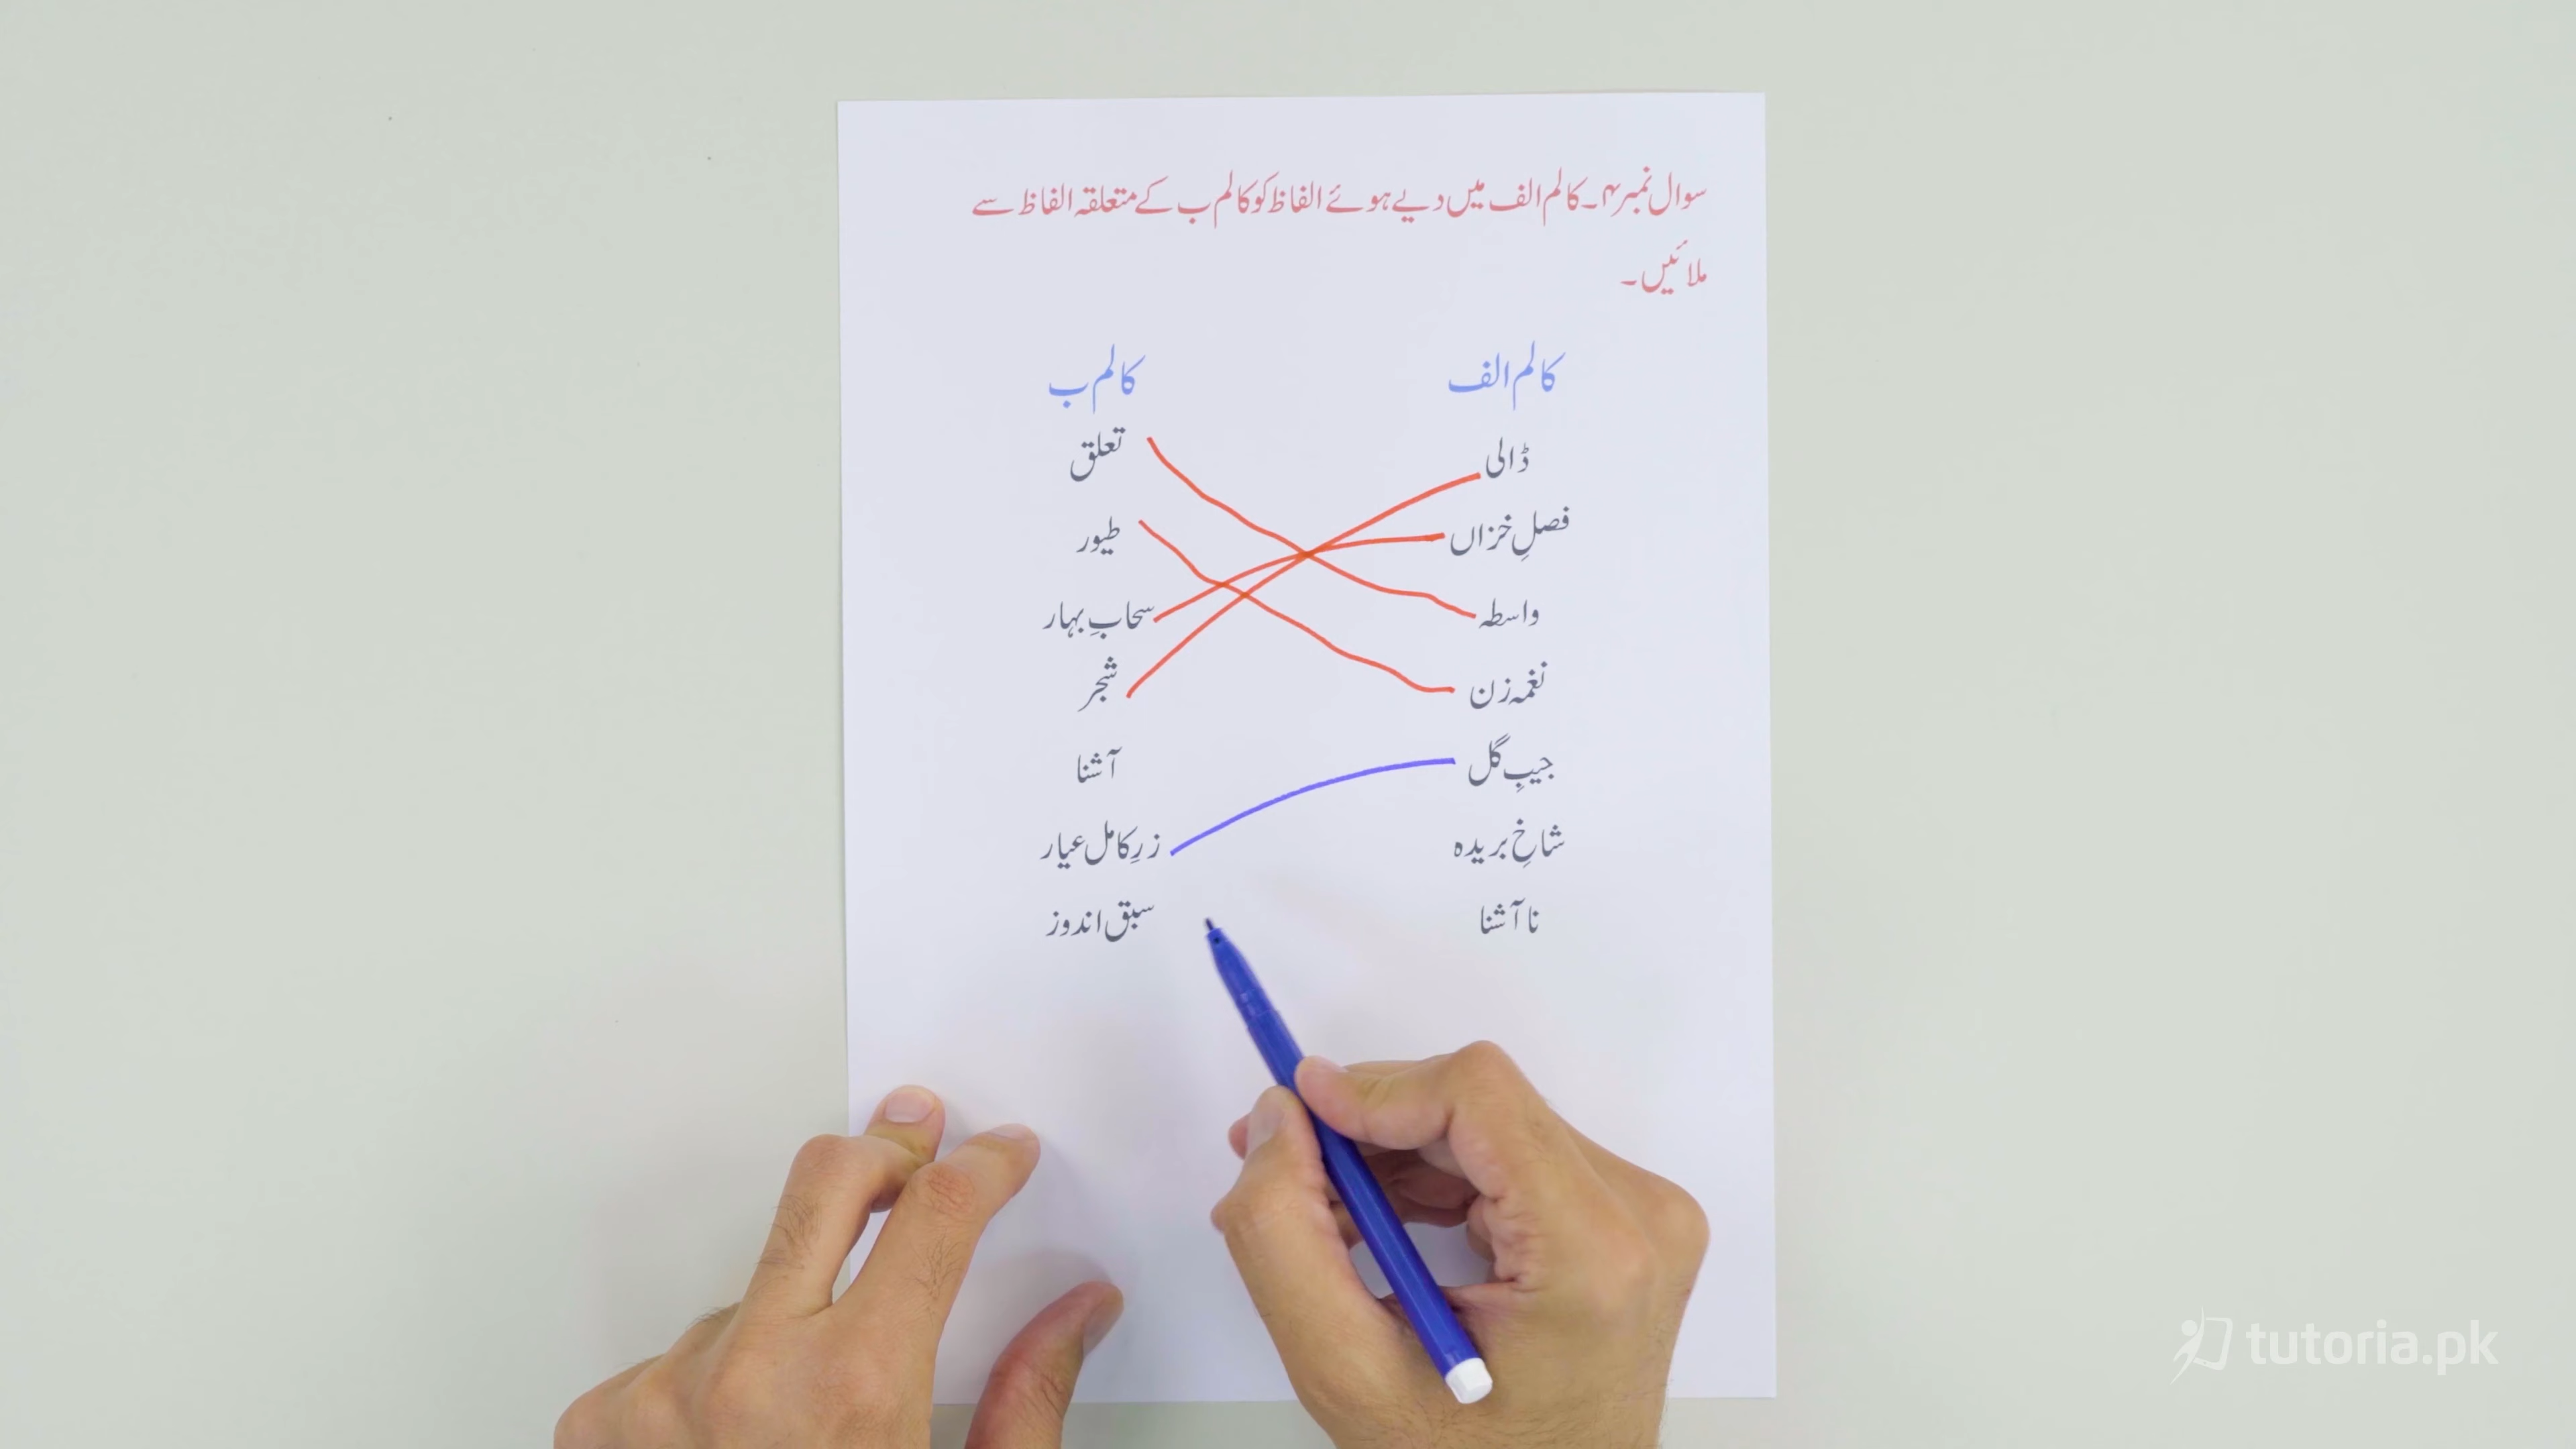 سوال نمبر ۴۔ کالم الف میں دیے ہوئے الفاظ کو کالم ب کے متعلقہ الفاظ سے
ملائیں۔
کالم الف کالم ب
ڈالی تعلق
فصلِ خزاں طیور
واسطہ سحابِ بہار
نغمہ زن شجر
جیبِ گل آشنا
شاخِ بریدہ زرِ کامل عیار
نا آشنا سبق اندوز
tutoria.pk